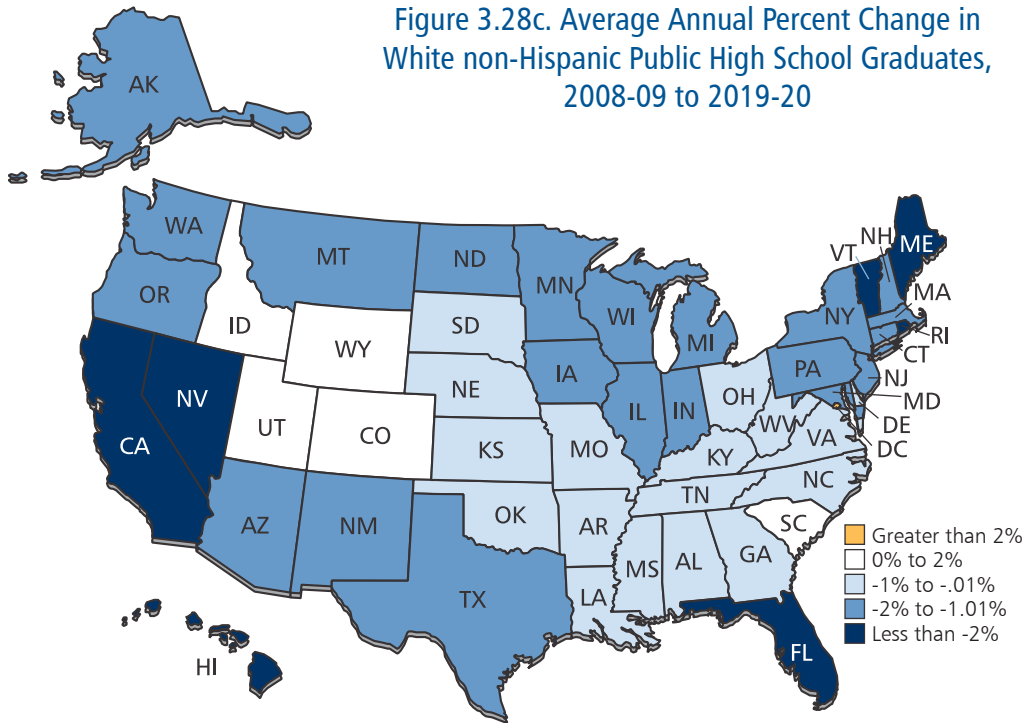 Figure 3.28c. Average Annual Percent Change in
White non-Hispanic Public High School Graduates,
2008-09 to 2019-20
AK
WA
MT
ND
MN
VT
NH
ME
OR
ID
SD
WI
MI
NY
MA
WY
RI
CT
NV
NE
IA
PA
NJ
CA
UT
CO
IL
IN
OH
MD
DE
DC
KS
MO
WV
VA
KY
AZ
NM
OK
AR
TN
NC
SC
TX
LA
MS
AL
GA
HI
FL
Greater than 2%
0% to 2%
-1% to -.01%
-2% to -1.01%
Less than -2%